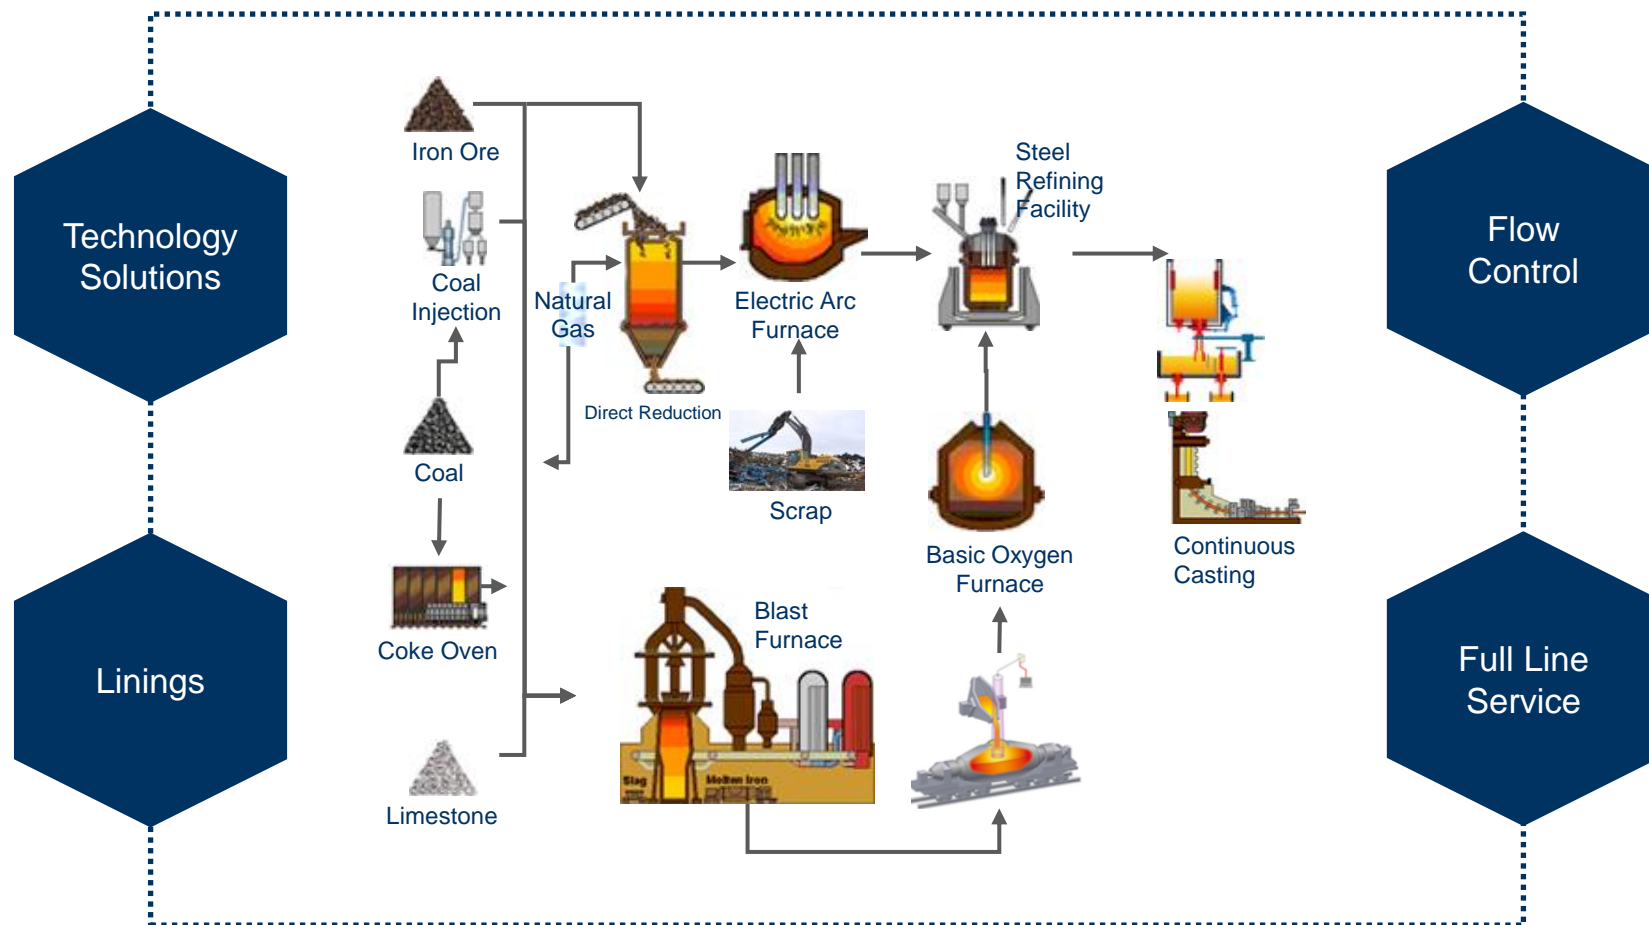 Technology
Solutions
Linings
Iron Ore
Coal
Injection
Coal
Coke Oven
Limestone
Natural
Gas
Direct Reduction
Electric Arc
Furnace
Scrap
Blast
Furnace
Slag
Molten Iron
Steel
Refining
Facility
Basic Oxygen
Furnace
Continuous
Casting
Flow
Control
Full Line
Service